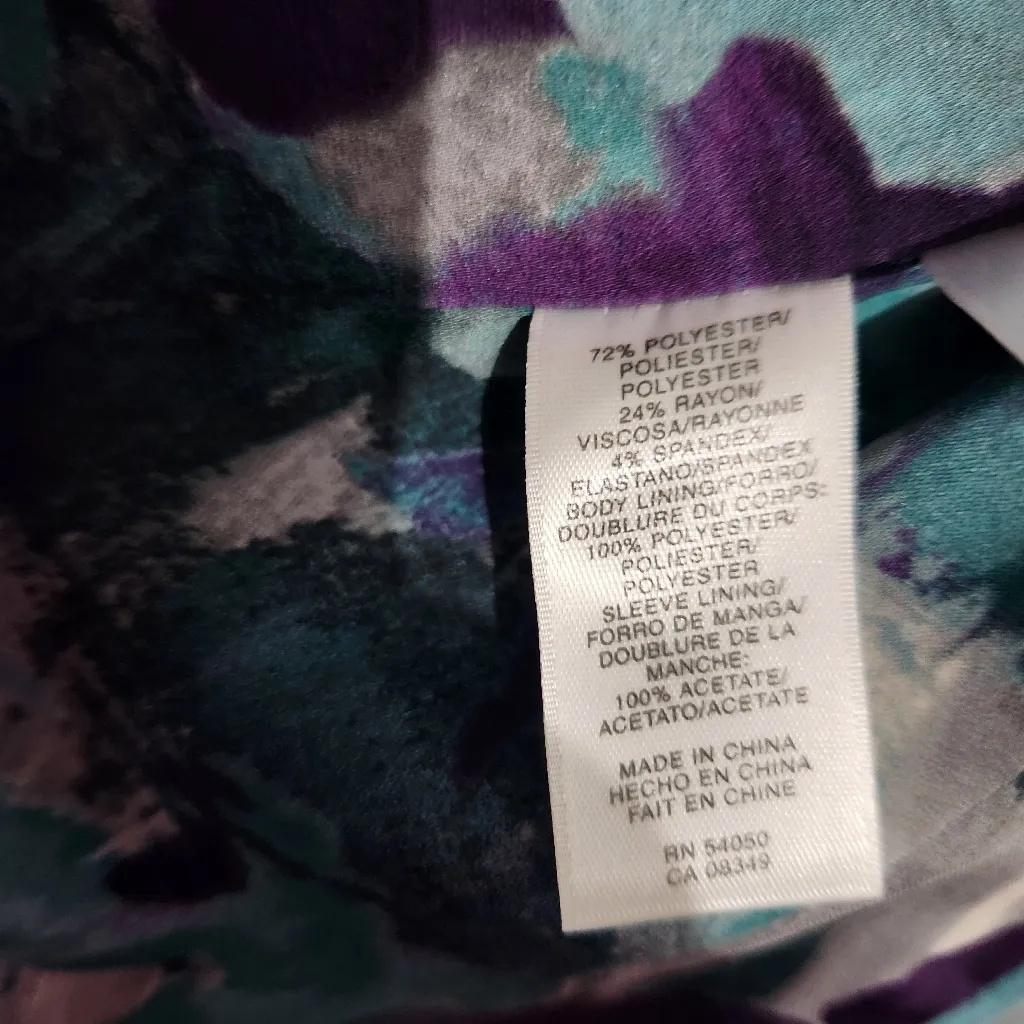 72% POLYESTER/
POLIESTER/
POLYESTER
24% RAYON/
VISCOSA/RAYONNE
4% SPANDEX/
ELASTANO/SPANDEX
BODY LINING/FORRO/
DOUBLURE DU CORPS:
100% POLYESTER/
POLIESTER/
POLYESTER
SLEEVE LINING/
FORRO DE MANGA/
DOUBLURE DE LA
MANCHE:
100% ACETATE/
ACETATO/ACETATE
MADE IN CHINA
HECHO EN CHINA
FAIT EN CHINE
RN 54050
CA 08349